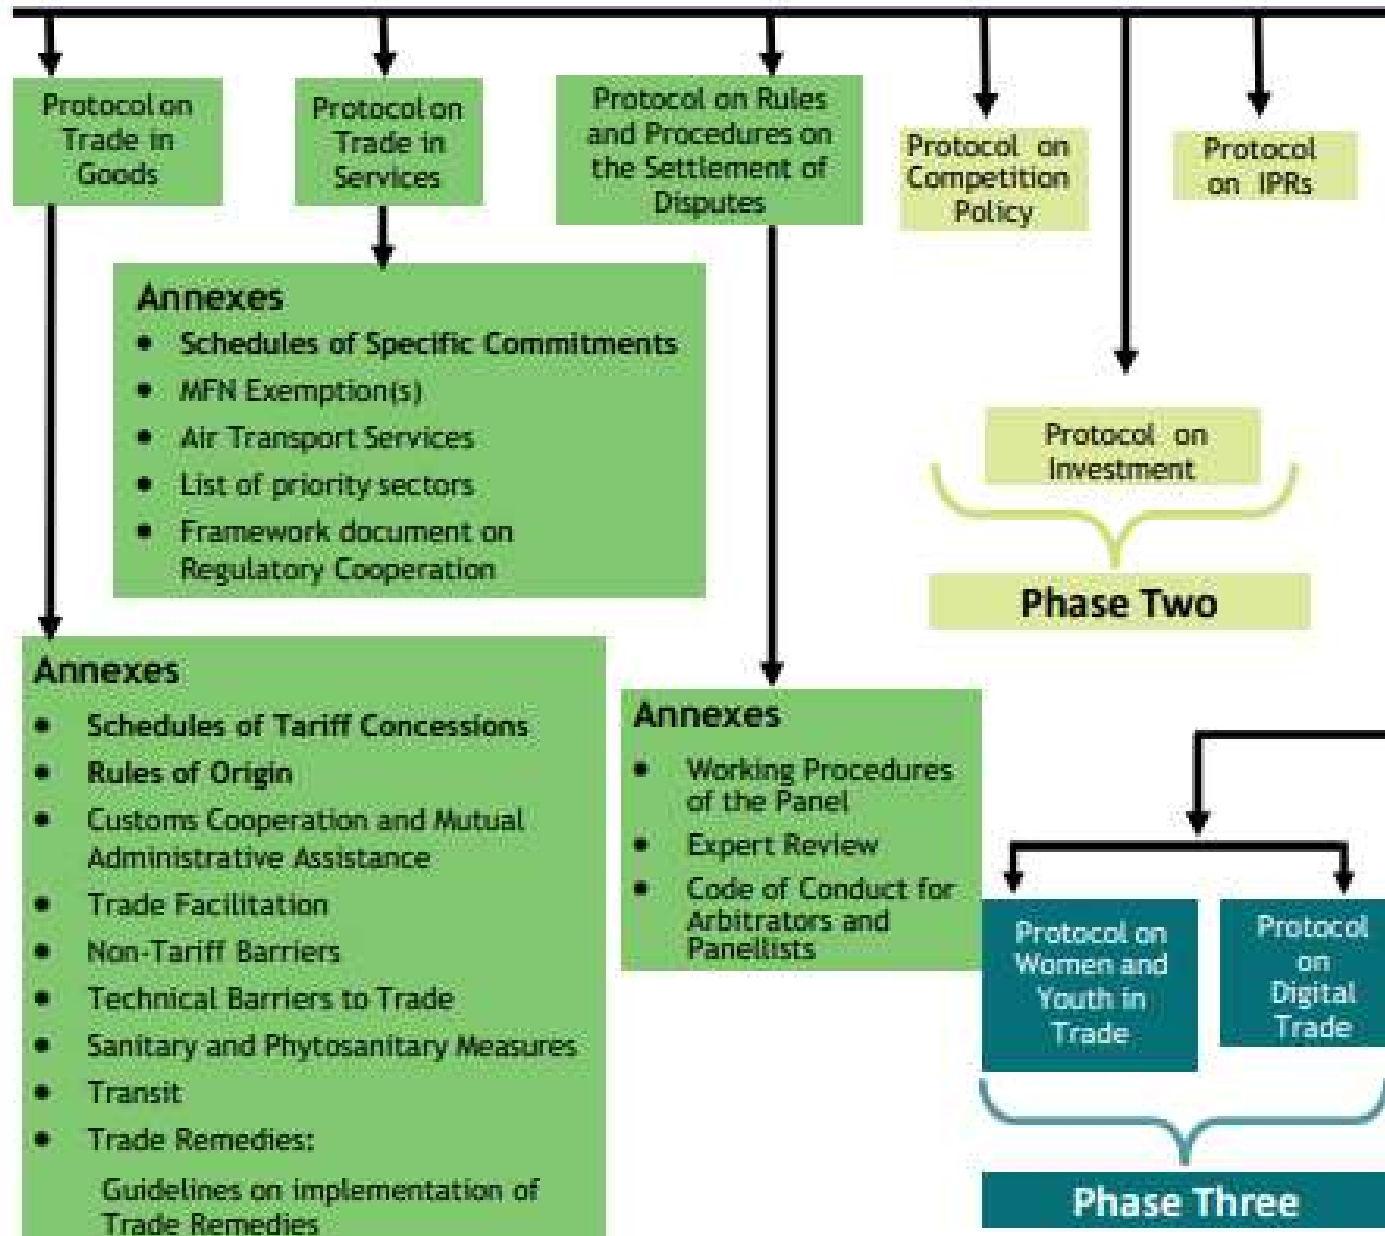 Protocol on
Trade in
Goods
Protocol on
Trade in
Services
Protocol on Rules
and Procedures on
the Settlement of
Disputes
Protocol on
Competition
Policy
Protocol
on IPRs
Annexes
• Schedules of Specific Commitments
• MFN Exemption(s)
• Air Transport Services
• List of priority sectors
• Framework document on
Regulatory Cooperation
Protocol on
Investment
Phase Two
Annexes
• Schedules of Tariff Concessions
• Rules of Origin
• Customs Cooperation and Mutual
Administrative Assistance
• Trade Facilitation
• Non-Tariff Barriers
• Technical Barriers to Trade
• Sanitary and Phytosanitary Measures
• Transit
• Trade Remedies:
Guidelines on implementation of
Trade Remedies
Annexes
• Working Procedures
of the Panel
• Expert Review
• Code of Conduct for
Arbitrators and
Panellists
Protocol on
Women and
Youth in
Trade
Protocol
on
Digital
Trade
Phase Three